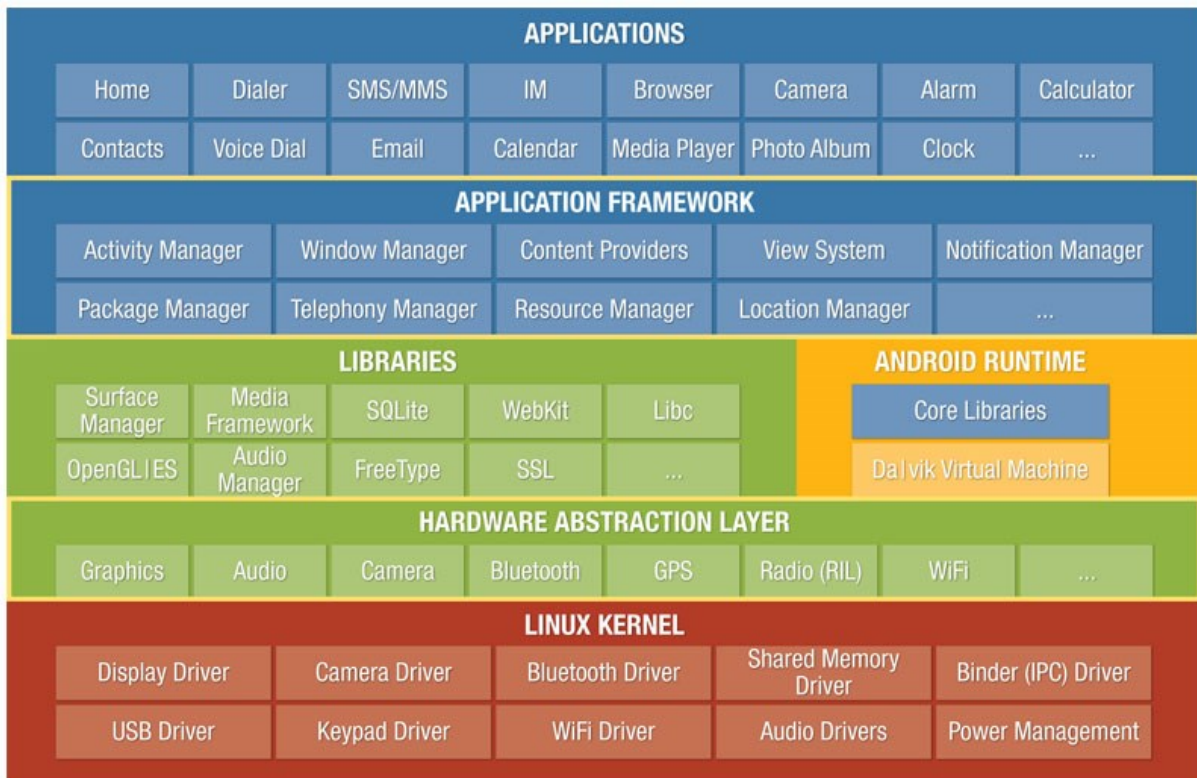 APPLICATIONS
Home Dialer SMS/MMS IM Browser Camera Alarm Calculator
Contacts Voice Dial Email Calendar Media Player Photo Album Clock ...
APPLICATION FRAMEWORK
Activity Manager Window Manager Content Providers View System Notification Manager
Package Manager Telephony Manager Resource Manager Location Manager ...
LIBRARIES
Surface Manager Media Framework SQLite WebKit Libc
OpenGL|ES Audio Manager FreeType SSL ...
ANDROID RUNTIME
Core Libraries
Da|vik Virtual Machine
HARDWARE ABSTRACTION LAYER
Graphics Audio Camera Bluetooth GPS Radio (RIL) WiFi ...
LINUX KERNEL
Display Driver Camera Driver Bluetooth Driver Shared Memory Driver Binder (IPC) Driver
USB Driver Keypad Driver WiFi Driver Audio Drivers Power Management